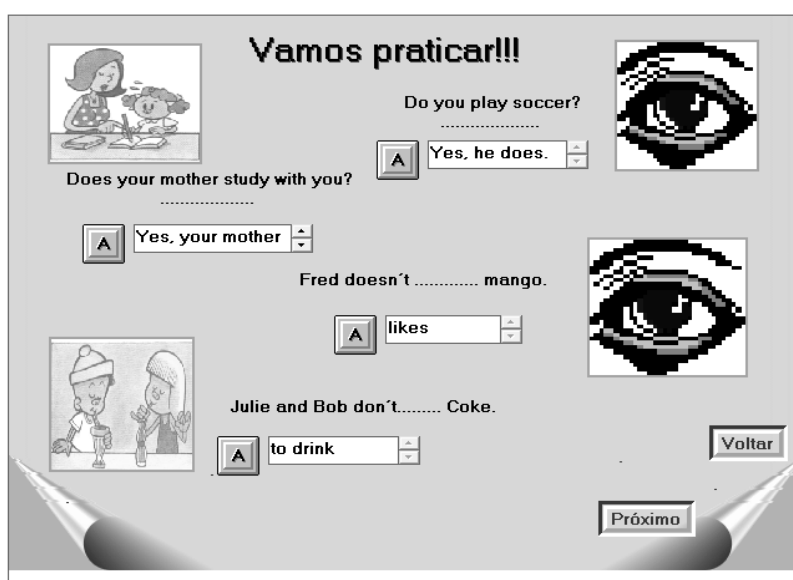 Vamos praticar!!!
Do you play soccer?
...................
A
Yes, he does.
Does your mother study with you?
...................
A
Yes, your mother
Fred doesn´t ............. mango.
A
likes
Julie and Bob don´t......... Coke.
A
to drink
Voltar
Próximo